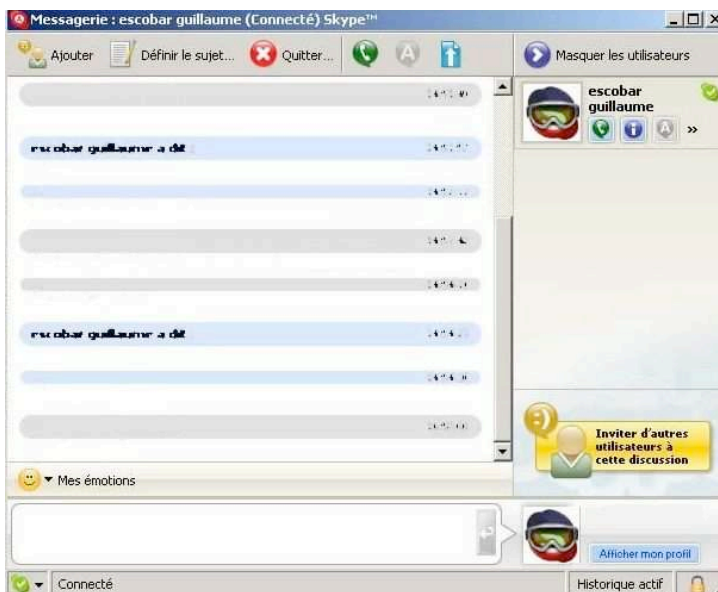 Messagerie : escobar guillaume (Connecté) Skype™
Ajouter
Définir le sujet...
Quitter...
Masquer les utilisateurs
escobar
guillaume
»
escobar guillaume a dit
escobar guillaume a dit
Inviter d'autres
utilisateurs à
cette discussion
Mes émotions
Afficher mon profil
Connecté
Historique actif